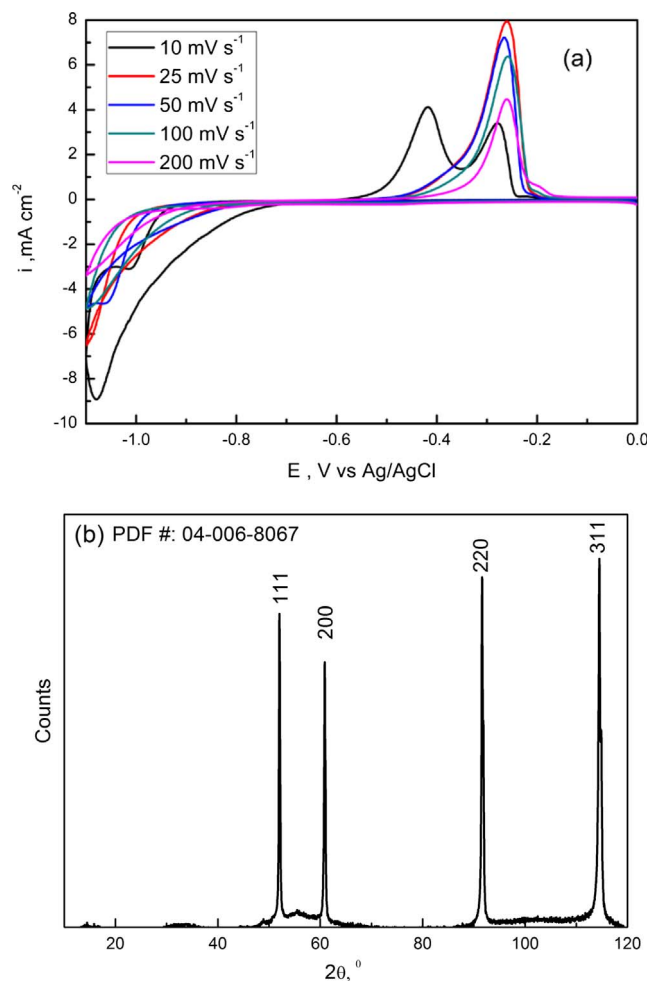 (a)
10 mV s⁻¹
25 mV s⁻¹
50 mV s⁻¹
100 mV s⁻¹
200 mV s⁻¹
8
6
4
2
0
-2
-4
-6
-8
-10
i ,mA cm⁻²
-1.0 -0.8 -0.6 -0.4 -0.2 0.0
E , V vs Ag/AgCl
(b) PDF #: 04-006-8067
111
200
220
311
Counts
20 40 60 80 100 120
2θ, ⁰